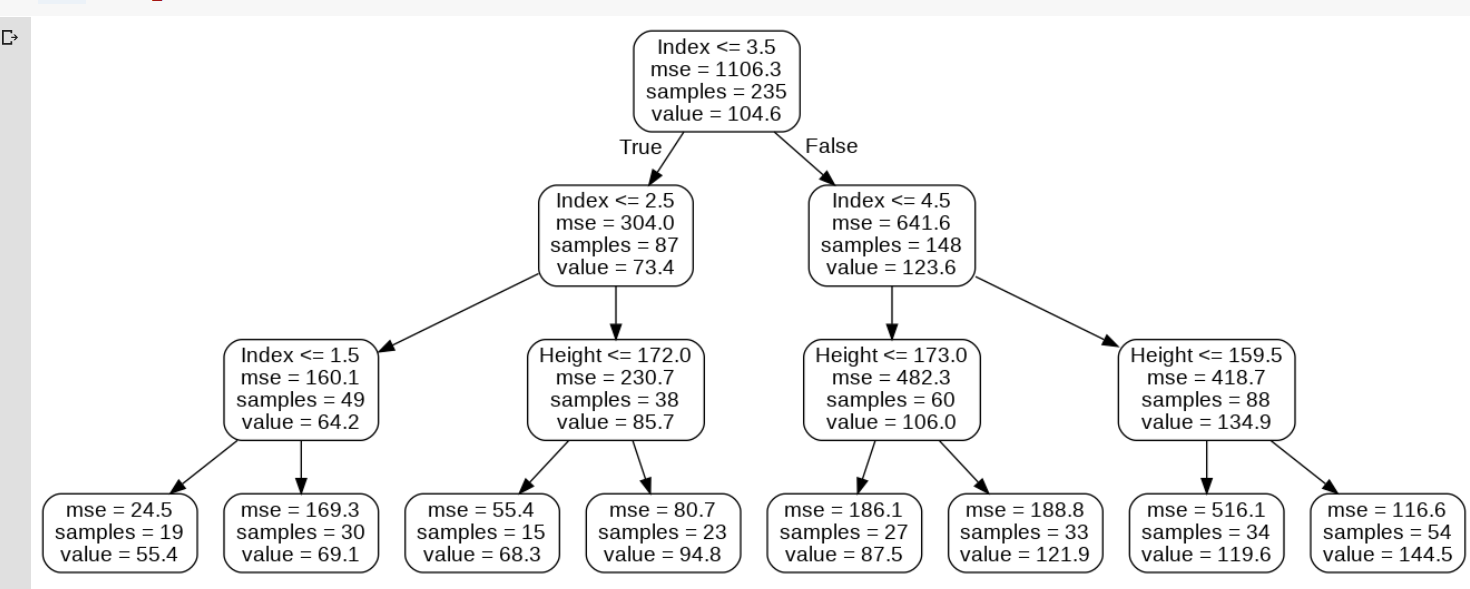 Index <= 3.5
mse = 1106.3
samples = 235
value = 104.6
True
False
Index <= 2.5
mse = 304.0
samples = 87
value = 73.4
Index <= 4.5
mse = 641.6
samples = 148
value = 123.6
Index <= 1.5
mse = 160.1
samples = 49
value = 64.2
Height <= 172.0
mse = 230.7
samples = 38
value = 85.7
Height <= 173.0
mse = 482.3
samples = 60
value = 106.0
Height <= 159.5
mse = 418.7
samples = 88
value = 134.9
mse = 24.5
samples = 19
value = 55.4
mse = 169.3
samples = 30
value = 69.1
mse = 55.4
samples = 15
value = 68.3
mse = 80.7
samples = 23
value = 94.8
mse = 186.1
samples = 27
value = 87.5
mse = 188.8
samples = 33
value = 121.9
mse = 516.1
samples = 34
value = 119.6
mse = 116.6
samples = 54
value = 144.5